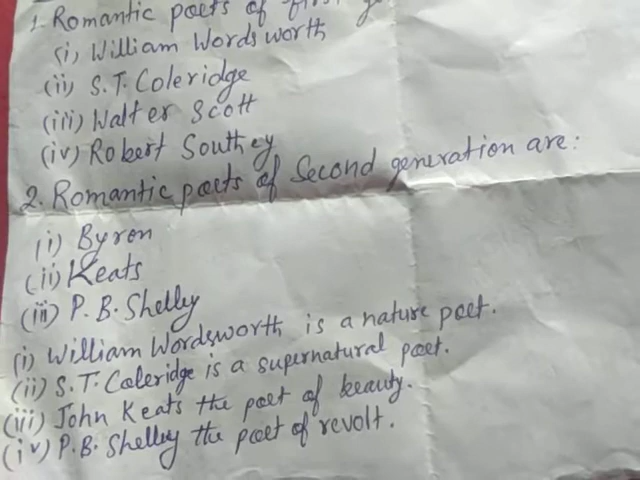 1. Romantic poets of first
(i) William Wordsworth
(ii) S.T. Coleridge
(iii) Walter Scott
(iv) Robert Southey
2. Romantic poets of Second generation are:
(i) Byron
(ii) Keats
(iii) P.B. Shelly
(i) William Wordsworth is a nature poet.
(ii) S.T. Coleridge is a supernatural poet.
(iii) John Keats the poet of beauty.
(iv) P.B. Shelley the poet of revolt.